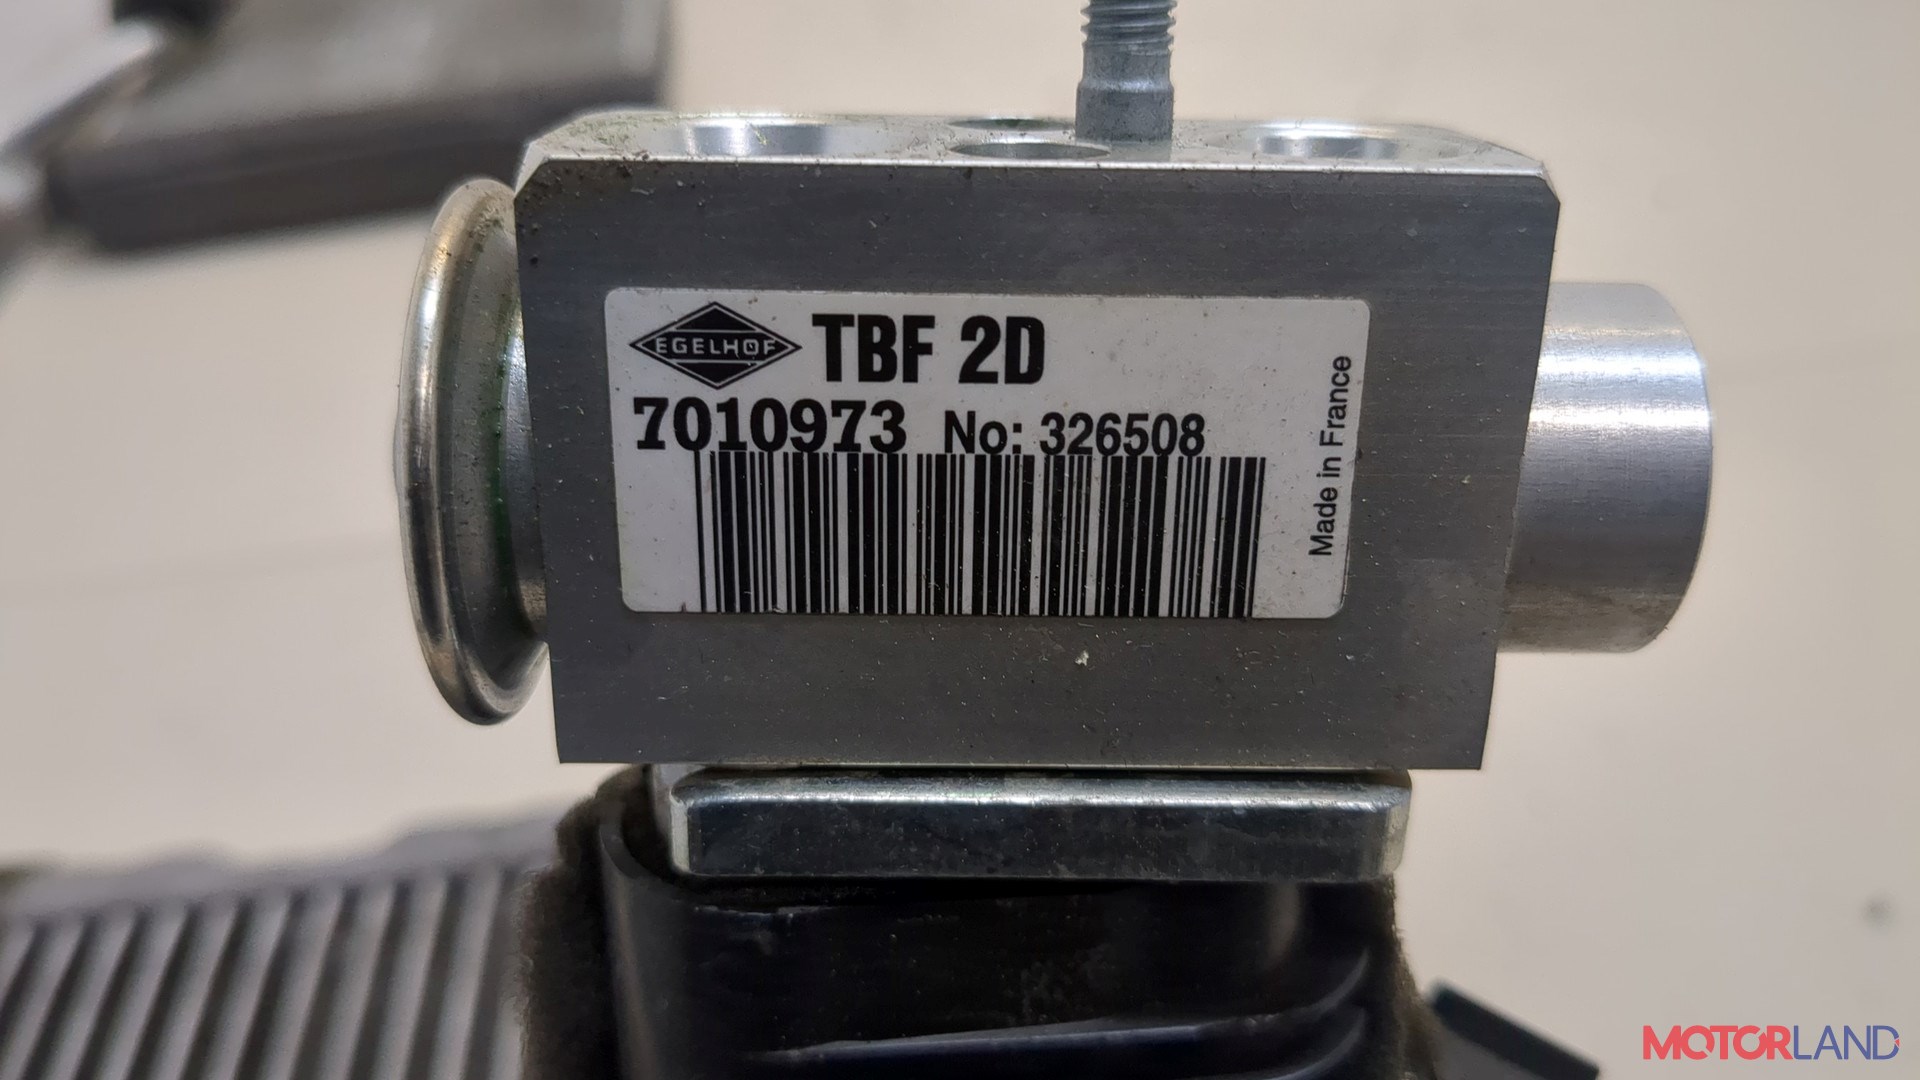 EGELHOF TBF 2D
7010973 No: 326508
Made in France
MOTORLAND